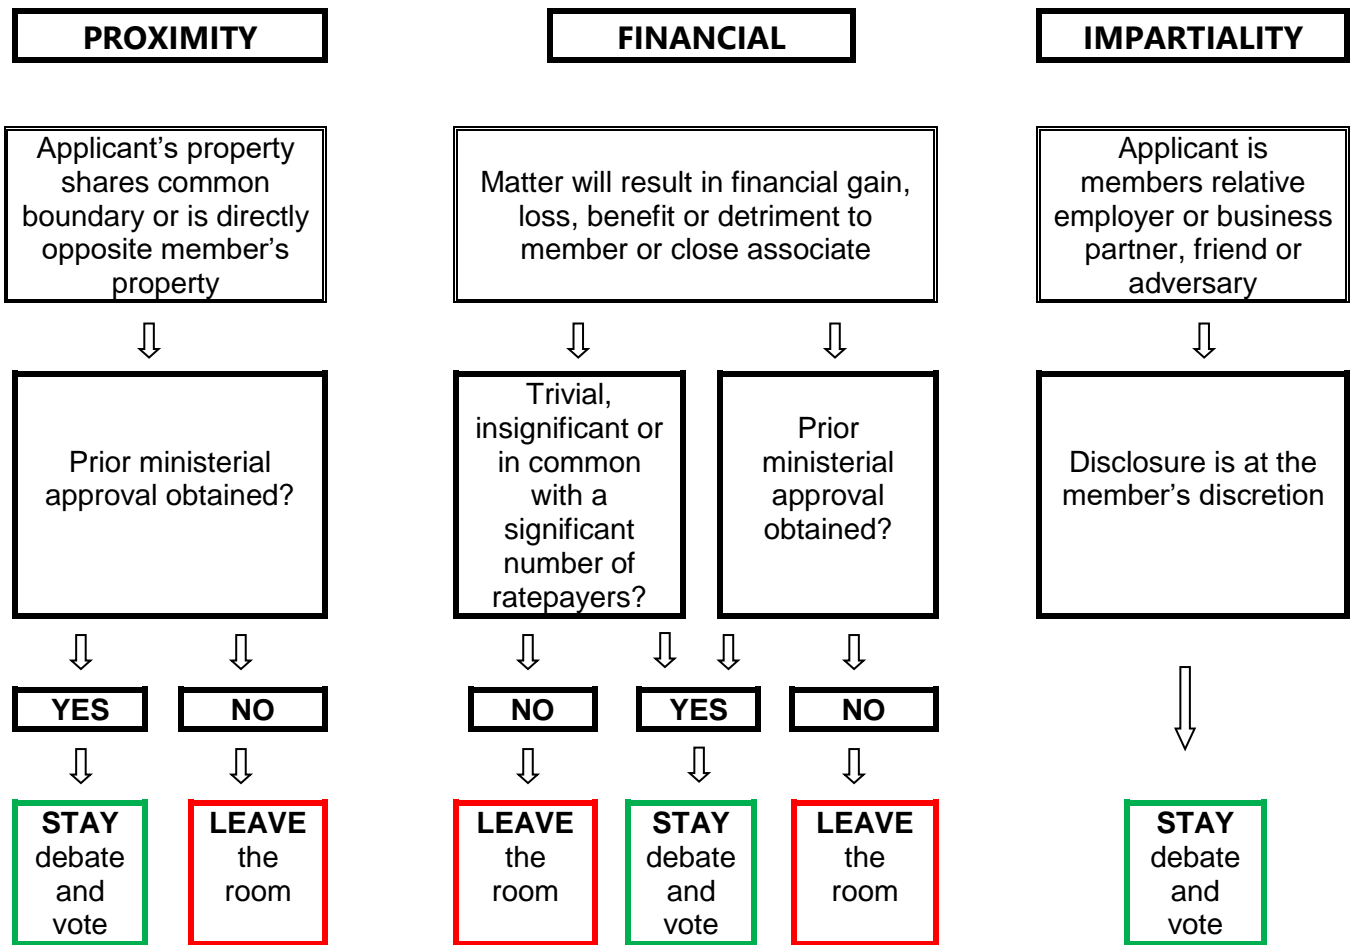 PROXIMITY
FINANCIAL
IMPARTIALITY
Applicant’s property
shares common
boundary or is directly
opposite member’s
property
Matter will result in financial gain,
loss, benefit or detriment to
member or close associate
Applicant is
members relative
employer or business
partner, friend or
adversary
Prior ministerial
approval obtained?
Trivial,
insignificant or
in common
with a
significant
number of
ratepayers?
Prior
ministerial
approval
obtained?
Disclosure is at the
member’s discretion
YES
NO
NO
YES
NO
STAY
debate
and
vote
LEAVE
the
room
LEAVE
the
room
STAY
debate
and
vote
LEAVE
the
room
STAY
debate
and
vote